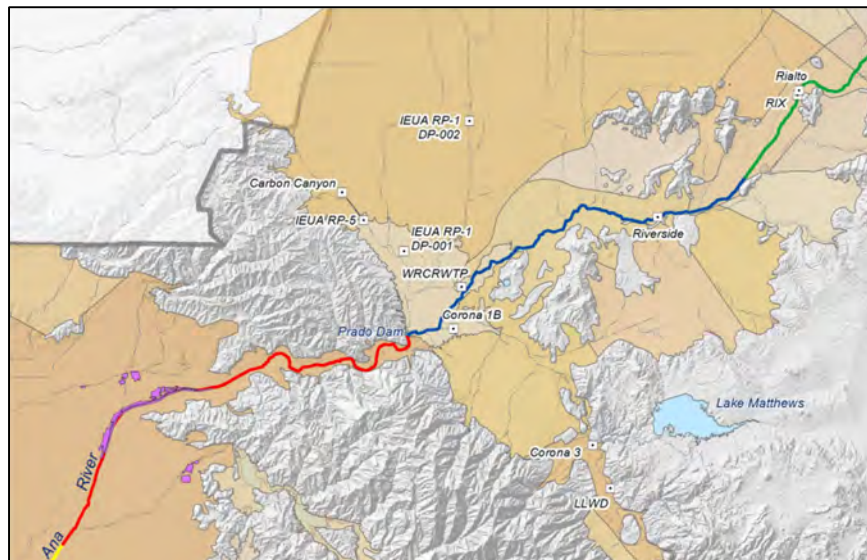 Rialto
RIX
IEUA RP-1
DP-002
Carbon Canyon
IEUA RP-5
Riverside
IEUA RP-1
DP-001
WRCRWTP
Corona 1B
Prado Dam
Lake Matthews
River
Corona 3
LLWD
Ana